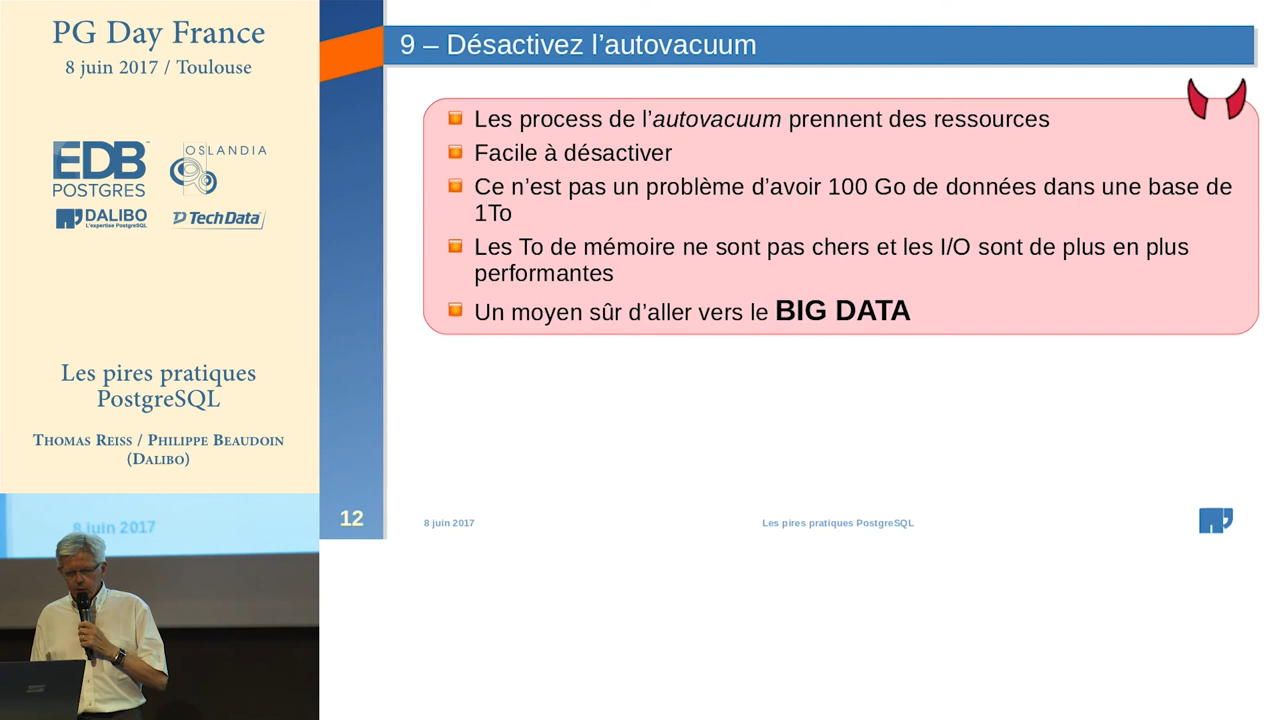 PG Day France
8 juin 2017 / Toulouse
EDB
POSTGRES
OSLANDIA
DALIBO
L'expertise PostgreSQL
TechData
Les pires pratiques
PostgreSQL
Thomas Reiss / Philippe Beaudoin
(Dalibo)
8 juin 2017
9 – Désactivez l’autovacuum
Les process de l’autovacuum prennent des ressources
Facile à désactiver
Ce n’est pas un problème d’avoir 100 Go de données dans une base de
1To
Les To de mémoire ne sont pas chers et les I/O sont de plus en plus
performantes
Un moyen sûr d’aller vers le BIG DATA
12
8 juin 2017
Les pires pratiques PostgreSQL